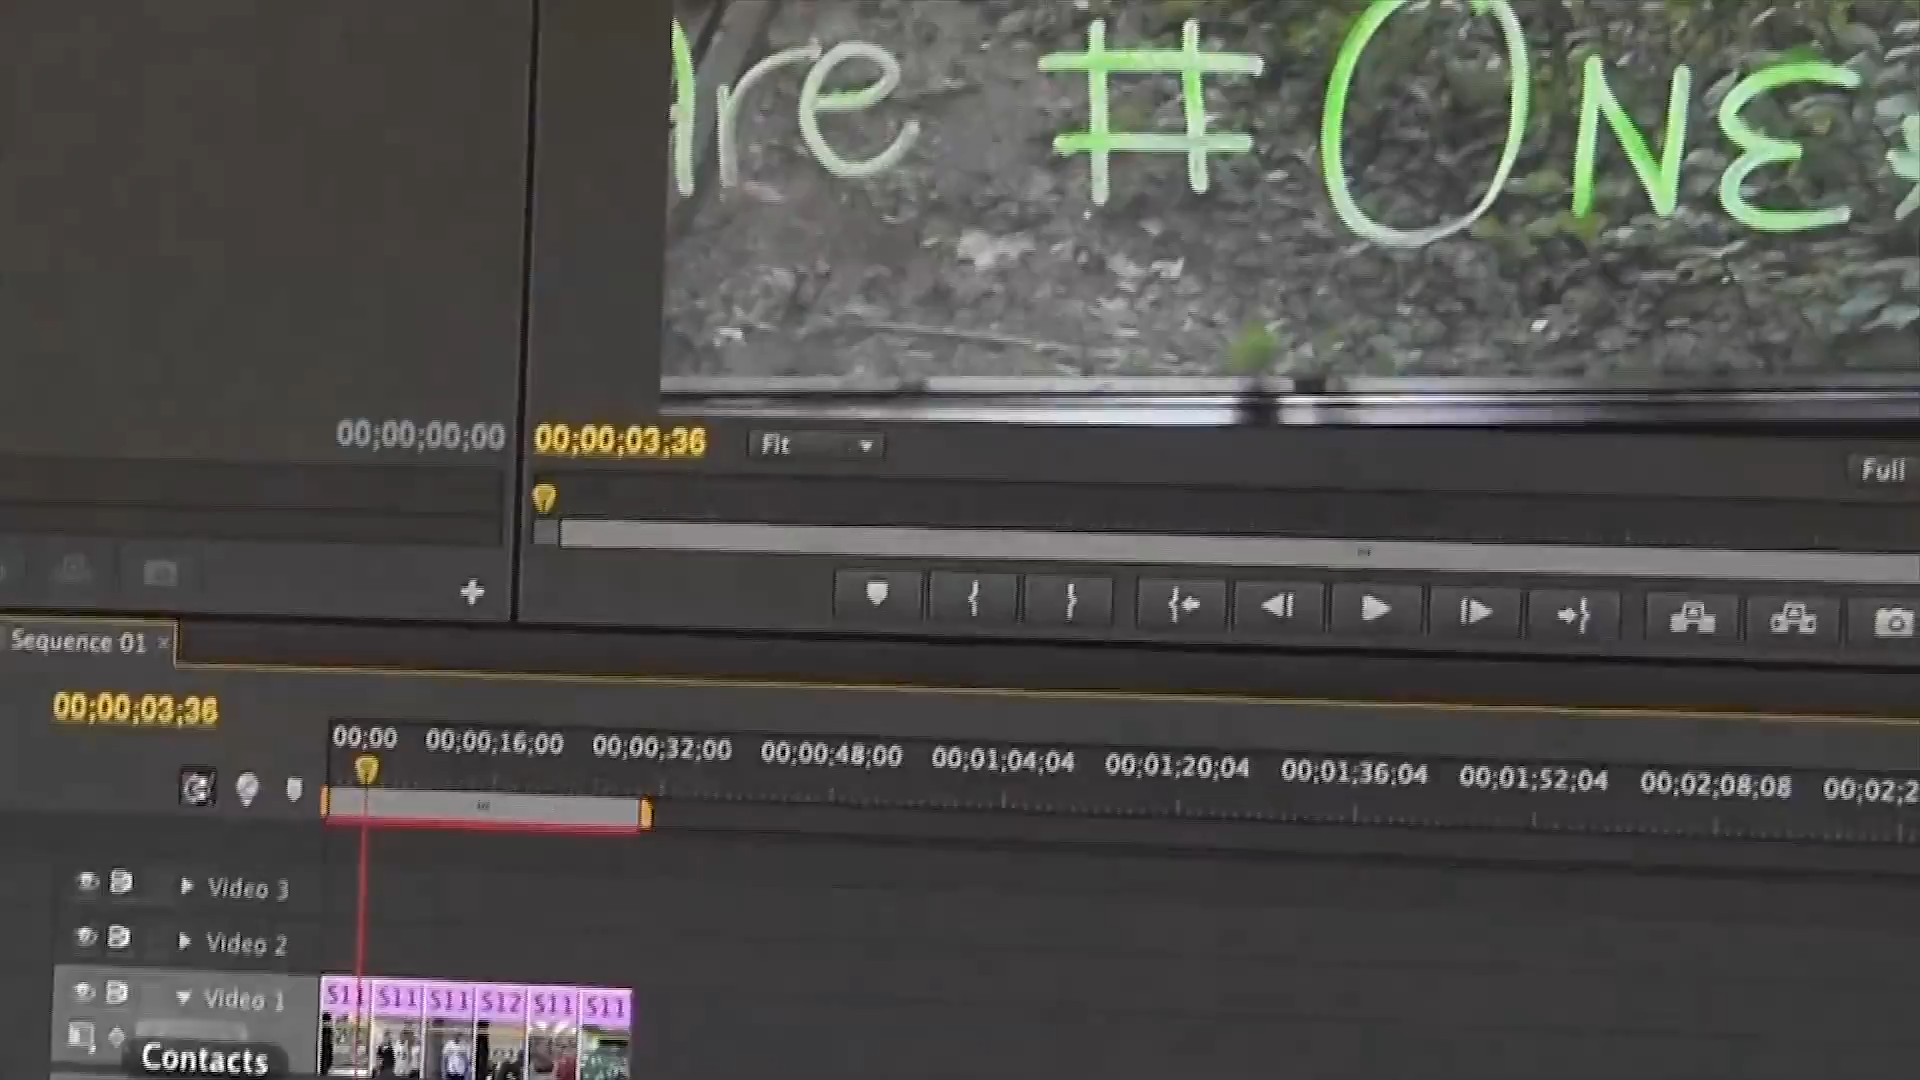 are #One
00;00;00;00
00;00;03;36
Fit
Full
Sequence 01
00;00;03;36
00;00 00;00;16;00 00;00;32;00 00;00;48;00 00;01;04;04 00;01;20;04 00;01;36;04 00;01;52;04 00;02;08;08 00;02;2
Video 3
Video 2
Video 1
S11 S11 S11 S12 S11 S11
Contacts